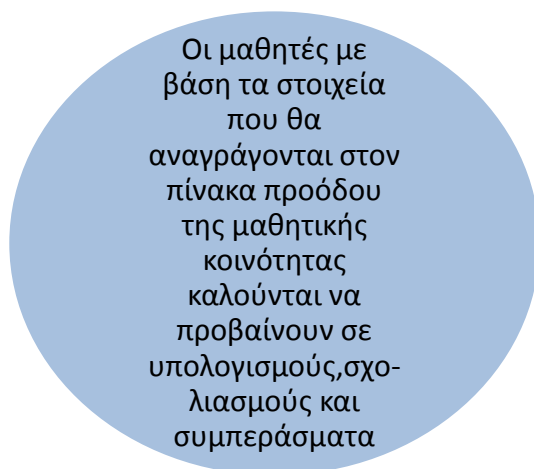 Οι μαθητές με
βάση τα στοιχεία
που θα
αναγράγονται στον
πίνακα προόδου
της μαθητικής
κοινότητας
καλούνται να
προβαίνουν σε
υπολογισμούς,σχο-
λιασμούς και
συμπεράσματα